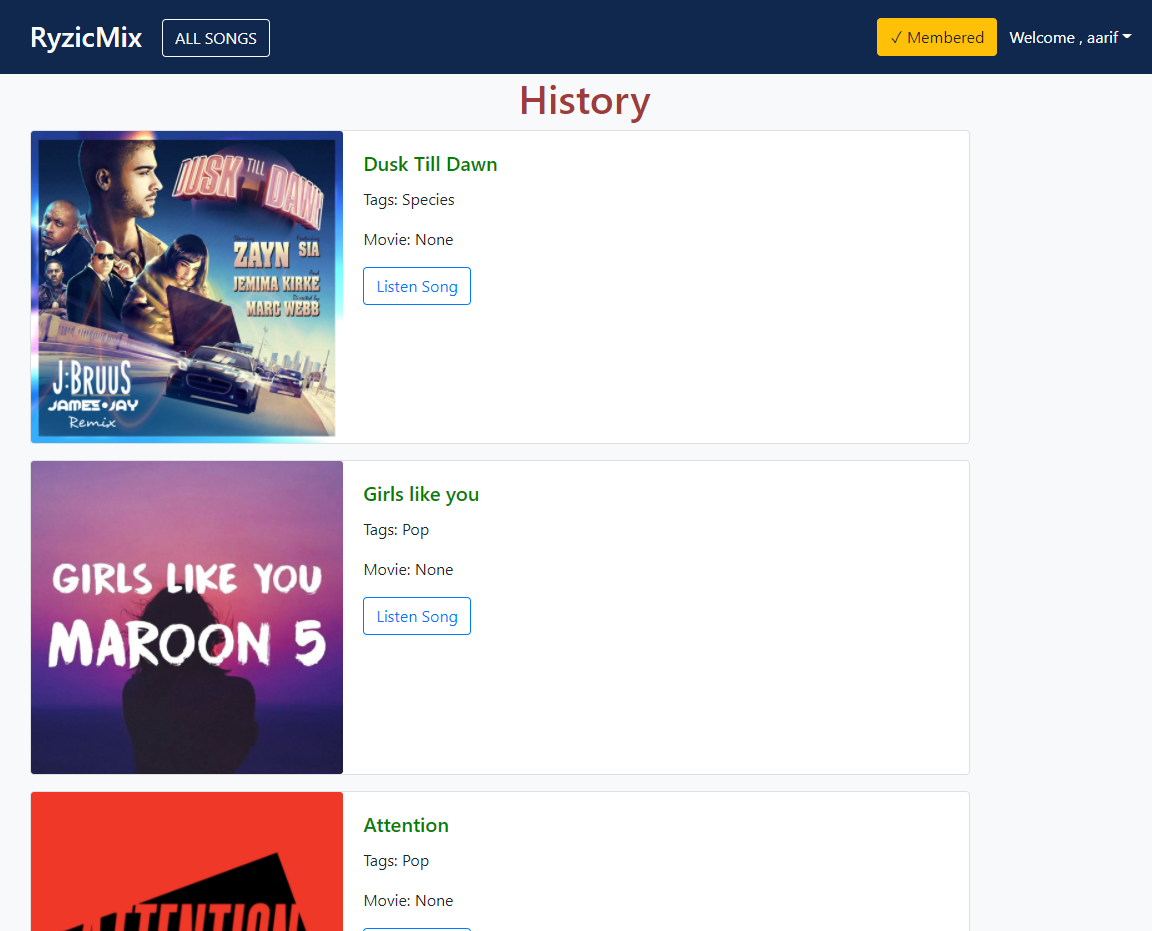 RyzicMix
ALL SONGS
✓ Membered
Welcome , aarif
History
DUSK TILL DAWN
ZAYN
SIA
JEMIMA KIRKE
Directed by
MARC WEBB
J:BRUUS
JAMES•JAY
Remix
Dusk Till Dawn
Tags: Species
Movie: None
Listen Song
GIRLS LIKE YOU
MAROON 5
Girls like you
Tags: Pop
Movie: None
Listen Song
ATTENTION
Attention
Tags: Pop
Movie: None